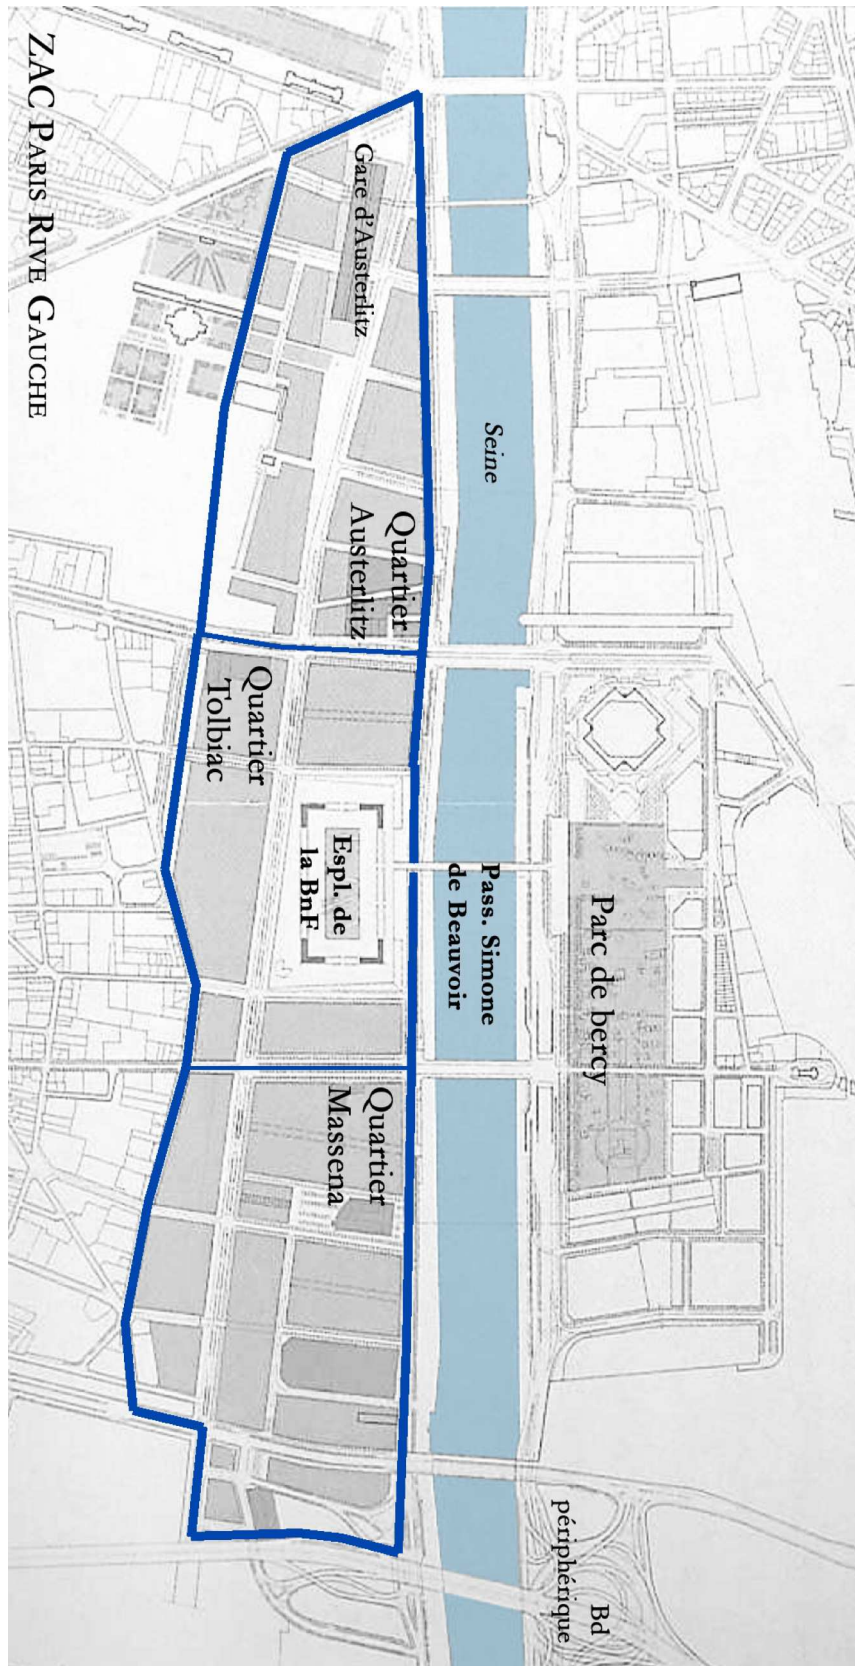 ZAC PARIS RIVE GAUCHE
Gare d'Austerlitz
Seine
Quartier
Austerlitz
Quartier
Tolbiac
Espl. de
la BnF
Pass. Simone
de Beauvoir
Parc de bercy
Quartier
Massena
Bd
périphérique